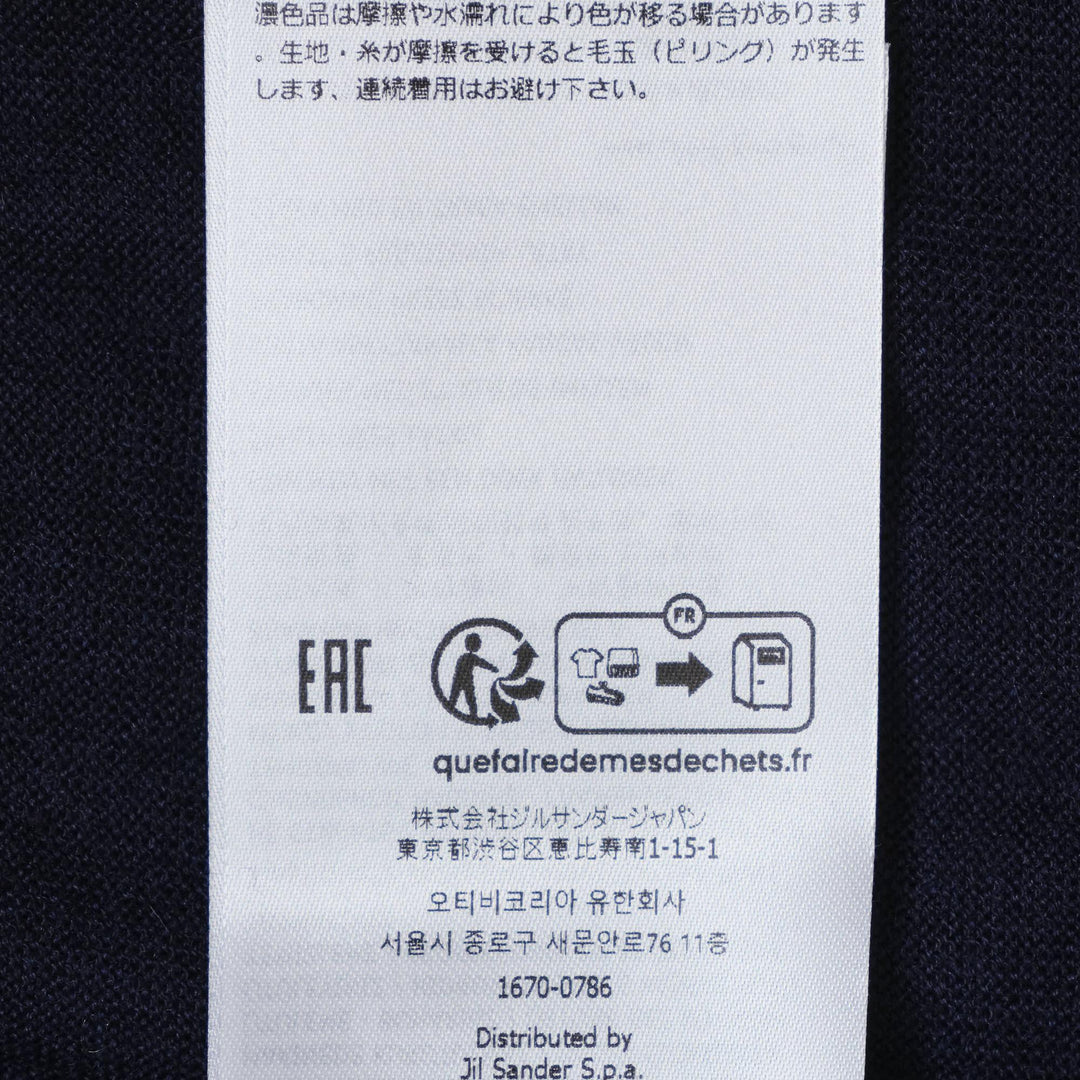 濃色品は摩擦や水濡れにより色が移る場合があります
。生地・糸が摩擦を受けると毛玉（ピリング）が発生
します、連続着用はお避け下さい。
EAC
FR
quefairedemesdechets.fr
株式会社ジルサンダージャパン
東京都渋谷区恵比寿南1-15-1
오티비코리아 유한회사
서울시 종로구 새문안로76 11층
1670-0786
Distributed by
Jil Sander S.p.a.